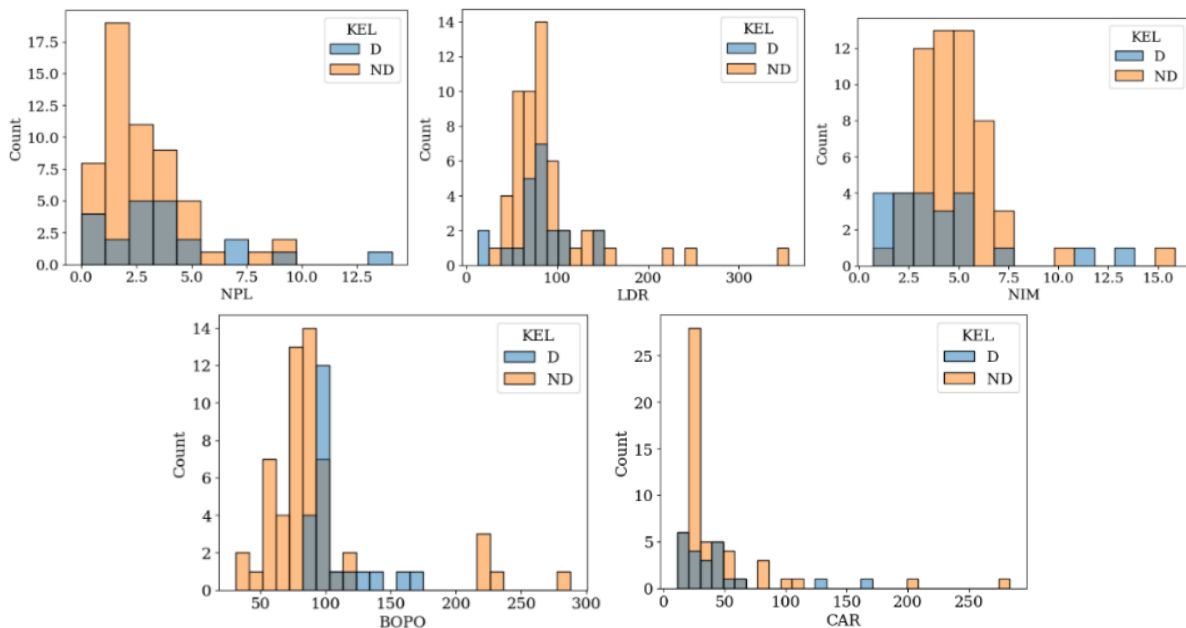 KEL
D
ND
17.5
15.0
12.5
10.0
7.5
5.0
2.5
0.0
Count
0.0 2.5 5.0 7.5 10.0 12.5
NPL
KEL
D
ND
14
12
10
8
6
4
2
0
Count
0 100 200 300
LDR
KEL
D
ND
12
10
8
6
4
2
0
Count
0.0 2.5 5.0 7.5 10.0 12.5 15.0
NIM
KEL
D
ND
14
12
10
8
6
4
2
0
Count
50 100 150 200 250 300
BOPO
KEL
D
ND
25
20
15
10
5
0
Count
0 50 100 150 200 250
CAR